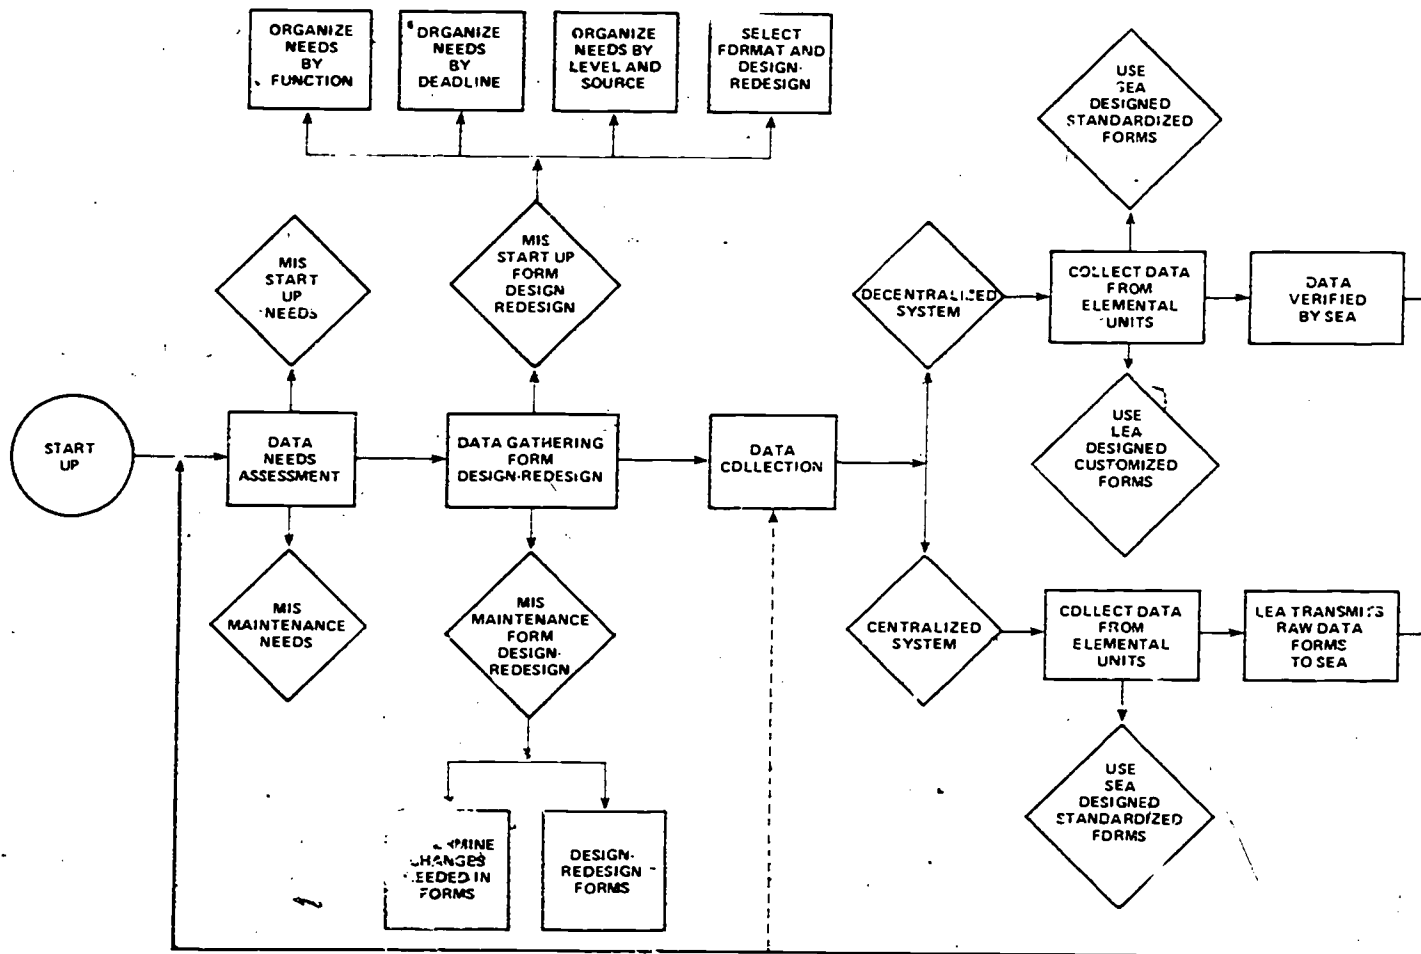 ORGANIZE
NEEDS
BY
FUNCTION
ORGANIZE
NEEDS
BY
DEADLINE
ORGANIZE
NEEDS BY
LEVEL AND
SOURCE
SELECT
FORMAT AND
DESIGN-
REDESIGN
USE
SEA
DESIGNED
STANDARDIZED
FORMS
MIS
START
UP
NEEDS
MIS
START UP
FORM
DESIGN
REDESIGN
DECENTRALIZED
SYSTEM
COLLECT DATA
FROM
ELEMENTAL
UNITS
DATA
VERIFIED
BY SEA
START
UP
DATA
NEEDS
ASSESSMENT
DATA GATHERING
FORM
DESIGN-REDESIGN
DATA
COLLECTION
USE
LEA
DESIGNED
CUSTOMIZED
FORMS
MIS
MAINTENANCE
NEEDS
MIS
MAINTENANCE
FORM
DESIGN-
REDESIGN
CENTRALIZED
SYSTEM
COLLECT DATA
FROM
ELEMENTAL
UNITS
LEA TRANSMITS
RAW DATA
FORMS
TO SEA
CHANGES
IN
FORMS
DESIGN-
REDESIGN
FORMS
USE
SEA
DESIGNED
STANDARDIZED
FORMS